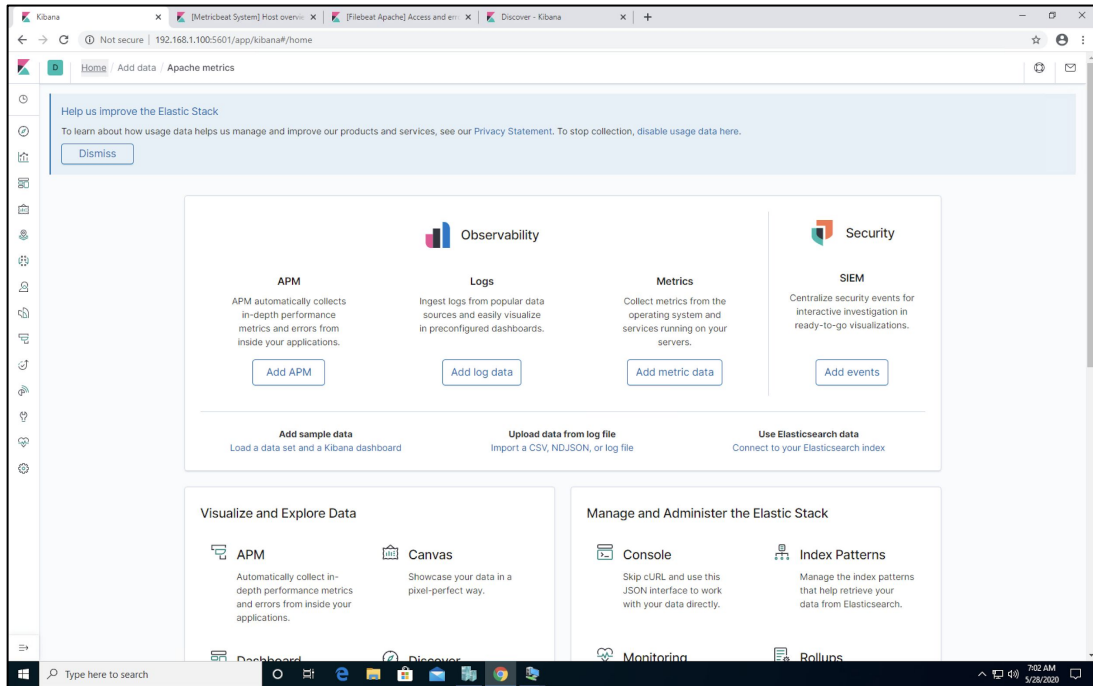 Kibana
[Metricbeat System] Host overvie
[Filebeat Apache] Access and err
Discover - Kibana
Not secure | 192.168.1.100:5601/app/kibana#/home
D
Home / Add data / Apache metrics
Help us improve the Elastic Stack
To learn about how usage data helps us manage and improve our products and services, see our Privacy Statement. To stop collection, disable usage data here.
Dismiss
Observability
Security
APM
APM automatically collects
in-depth performance
metrics and errors from
inside your applications.
Add APM
Logs
Ingest logs from popular data
sources and easily visualize
in preconfigured dashboards.
Add log data
Metrics
Collect metrics from the
operating system and
services running on your
servers.
Add metric data
SIEM
Centralize security events for
interactive investigation in
ready-to-go visualizations.
Add events
Add sample data
Load a data set and a Kibana dashboard
Upload data from log file
Import a CSV, NDJSON, or log file
Use Elasticsearch data
Connect to your Elasticsearch index
Visualize and Explore Data
APM
Automatically collect in-
depth performance metrics
and errors from inside your
applications.
Canvas
Showcase your data in a
pixel-perfect way.
Dashboard
Discover
Manage and Administer the Elastic Stack
Console
Skip cURL and use this
JSON interface to work
with your data directly.
Index Patterns
Manage the index patterns
that help retrieve your
data from Elasticsearch.
Monitoring
Rollups
Type here to search
7:02 AM
5/28/2020